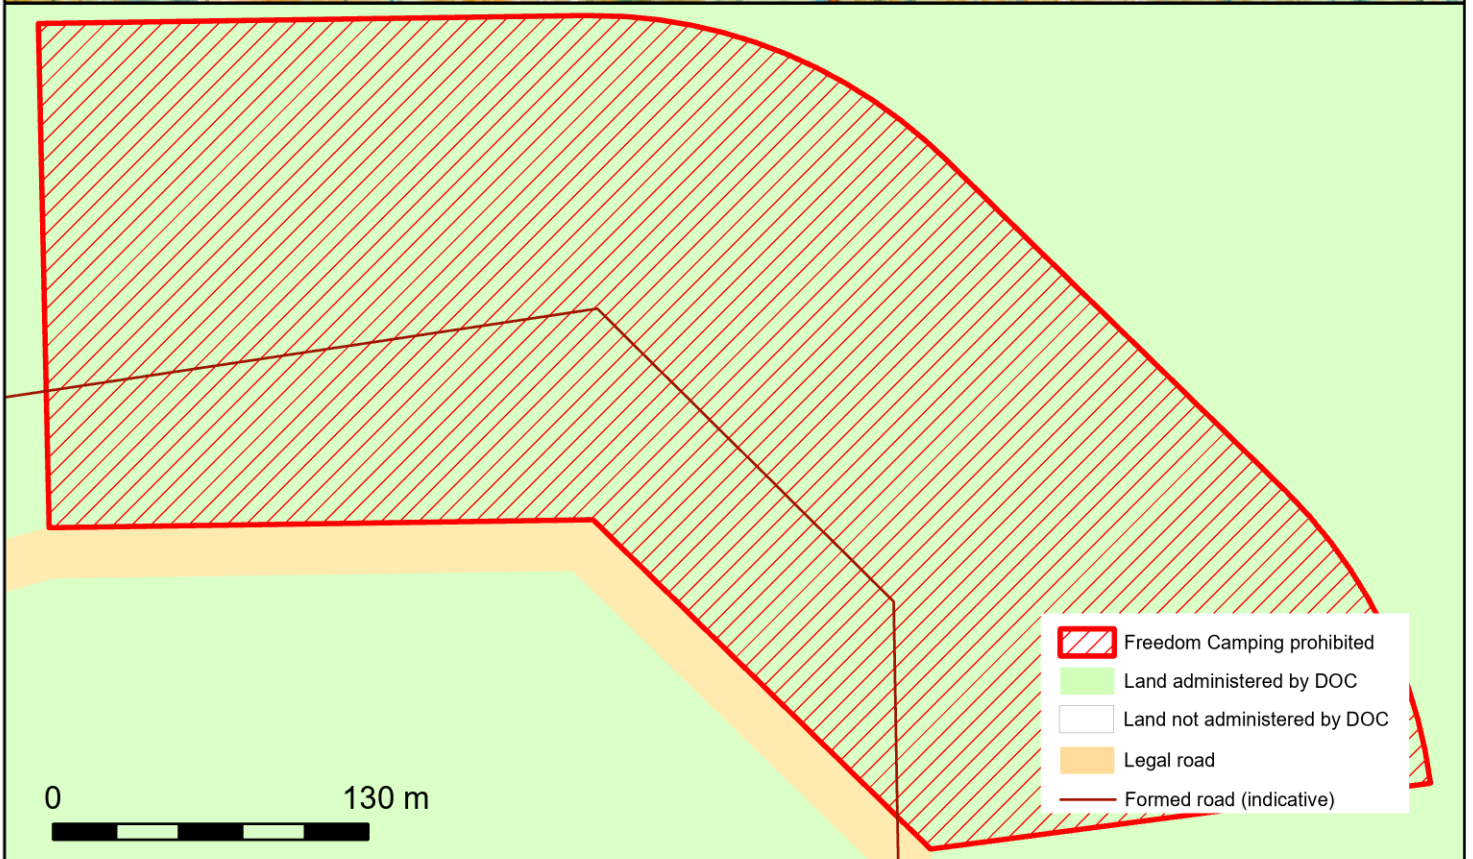 Freedom Camping prohibited
Land administered by DOC
Land not administered by DOC
Legal road
Formed road (indicative)
0 130 m